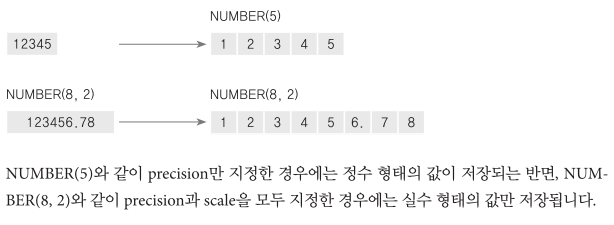 NUMBER(5)
12345 1 2 3 4 5
NUMBER(8, 2) NUMBER(8, 2)
123456.78 1 2 3 4 5 6. 7 8
NUMBER(5)와 같이 precision만 지정한 경우에는 정수 형태의 값이 저장되는 반면, NUM-
BER(8, 2)와 같이 precision과 scale을 모두 지정한 경우에는 실수 형태의 값만 저장됩니다.